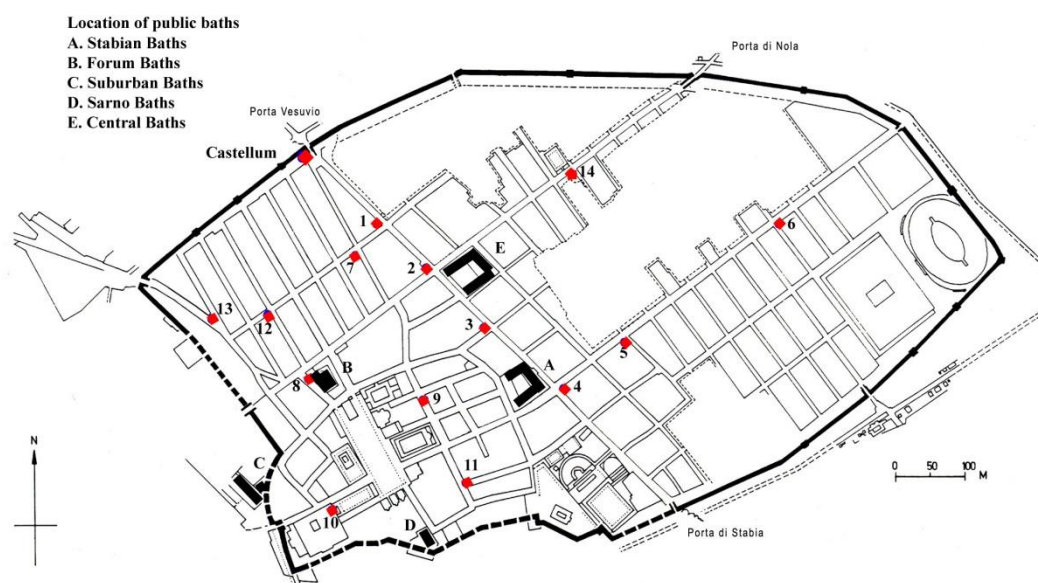 Location of public baths
A. Stabian Baths
B. Forum Baths
C. Suburban Baths
D. Sarno Baths
E. Central Baths
Porta di Nola
Porta Vesuvio
Castellum
14
1
6
E
7
2
13
12
3
5
8
B
A
4
9
C
11
N
0 50 100 M
10
D
Porta di Stabia